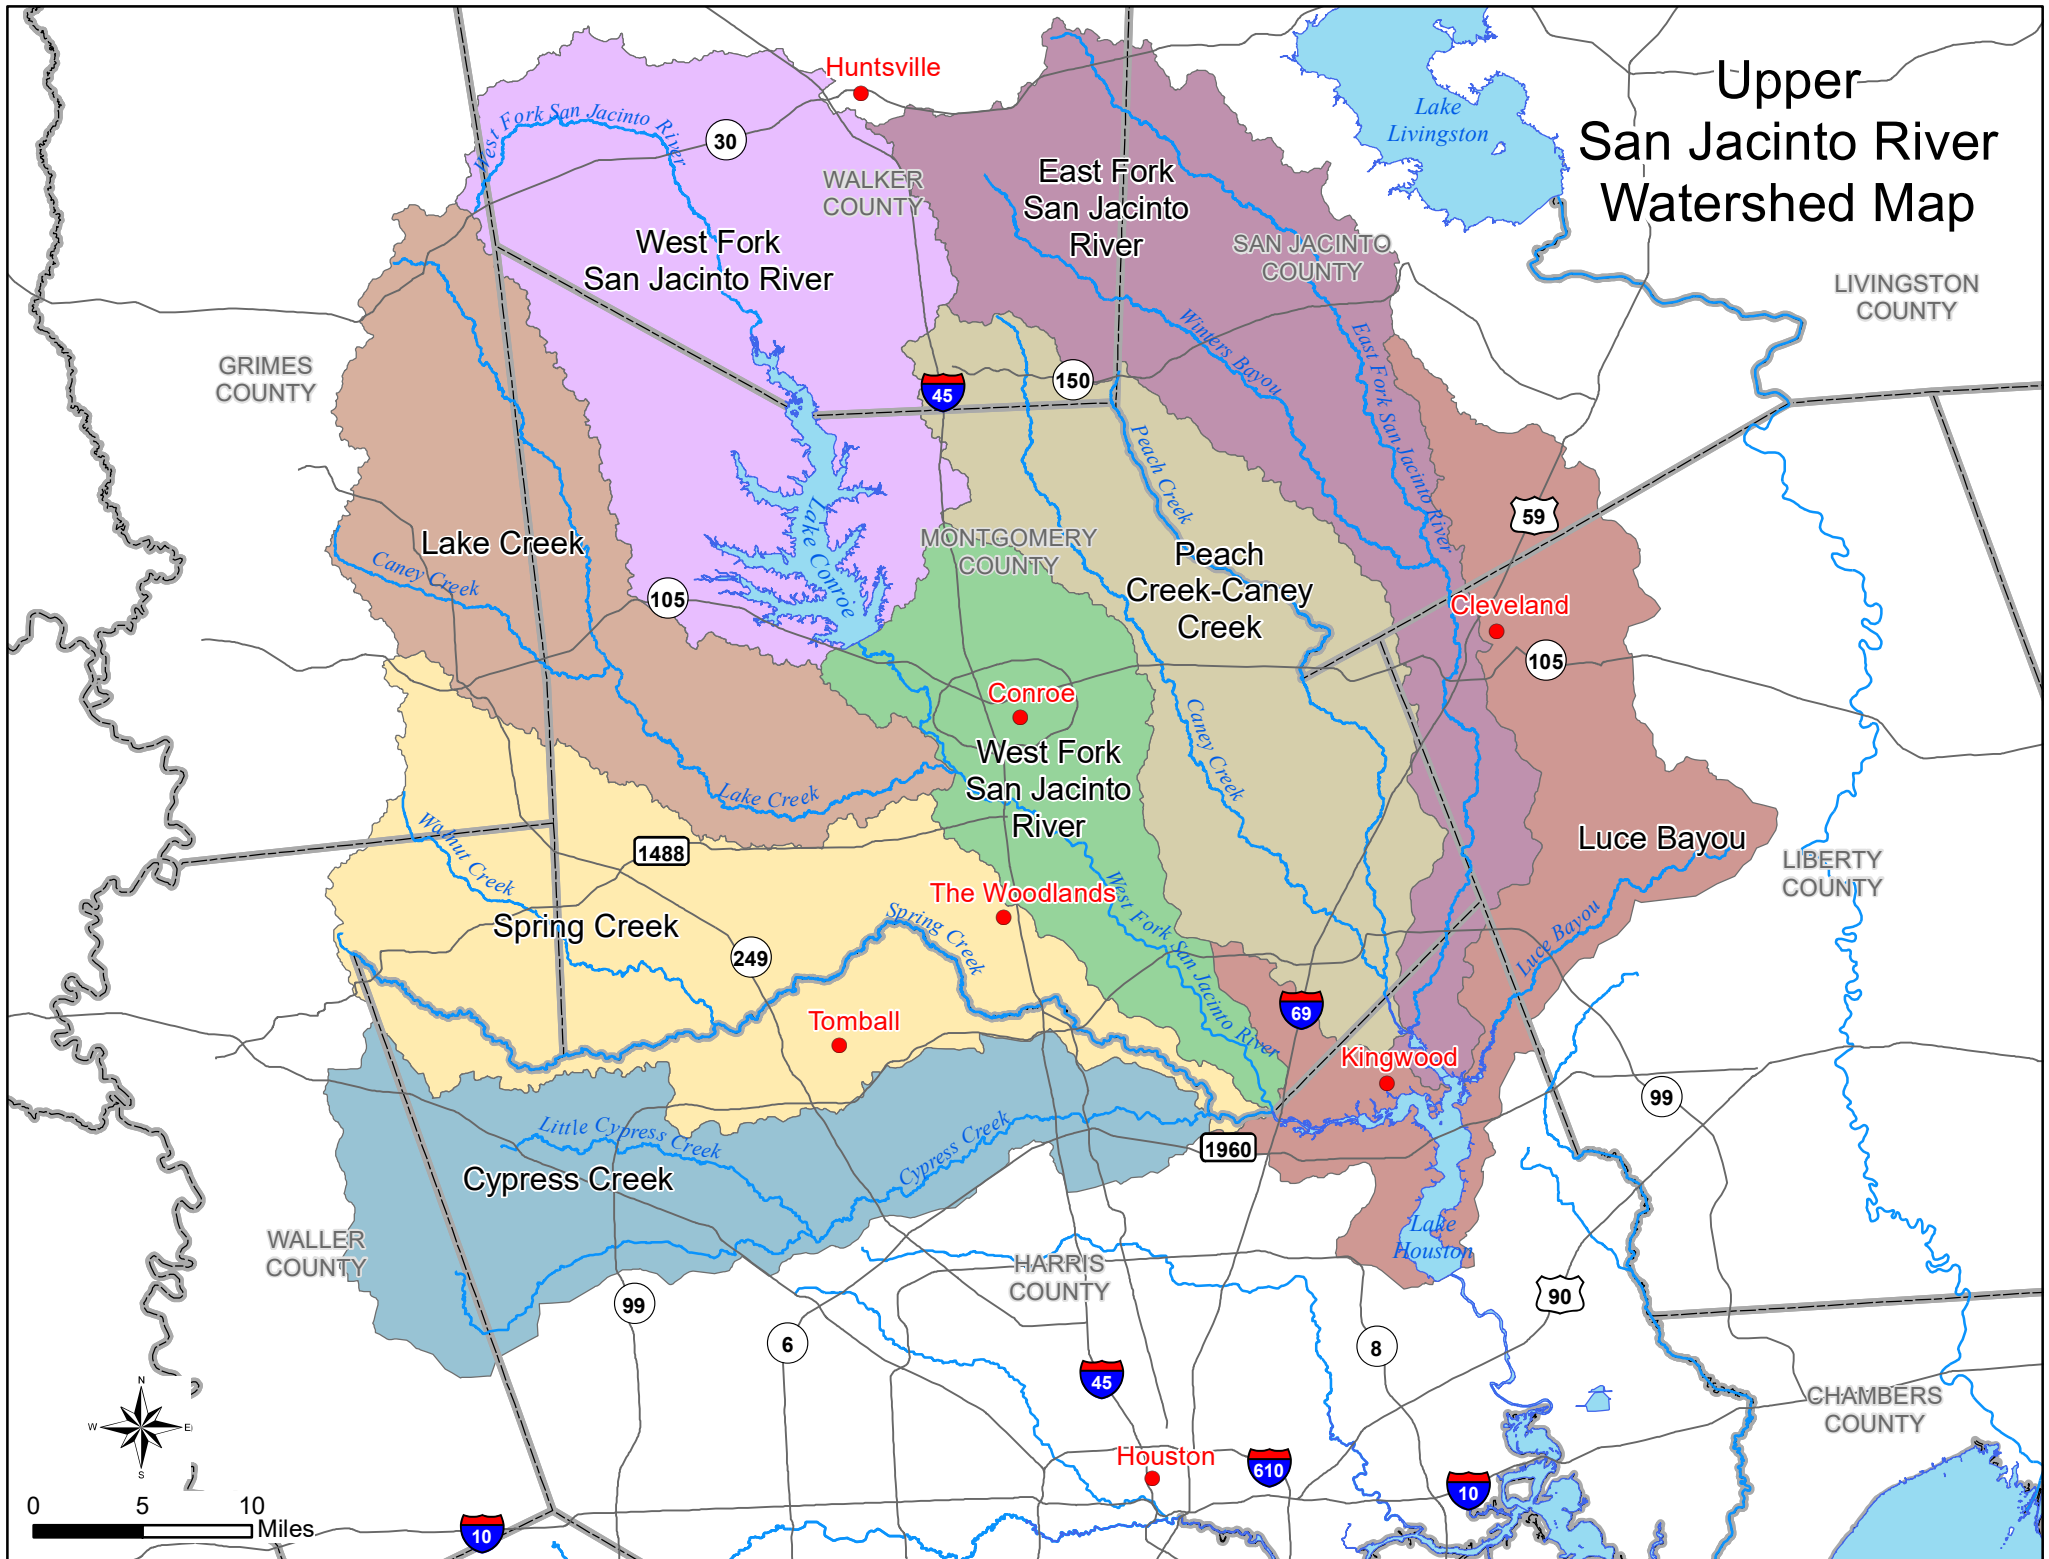 Upper
San Jacinto River
Watershed Map
Huntsville
Lake
Livingston
West Fork San Jacinto River
30
WALKER
COUNTY
East Fork
San Jacinto
River
West Fork
San Jacinto River
SAN JACINTO
COUNTY
LIVINGSTON
COUNTY
Winters Bayou
East Fork San Jacinto River
GRIMES
COUNTY
45
150
Peach Creek
Lake Conroe
59
MONTGOMERY
COUNTY
Lake Creek
Caney Creek
Peach
Creek-Caney
Creek
105
Cleveland
105
Conroe
Caney Creek
West Fork
San Jacinto
River
Lake Creek
Walnut Creek
1488
Luce Bayou
LIBERTY
COUNTY
The Woodlands
West Fork San Jacinto River
Spring Creek
Spring Creek
Luce Bayou
249
69
Tomball
Kingwood
99
Little Cypress Creek
Cypress Creek
1960
Cypress Creek
WALLER
COUNTY
Lake
Houston
HARRIS
COUNTY
99
90
6
8
45
CHAMBERS
COUNTY
N
W
E
S
Houston
610
10
0
5
10
Miles
10